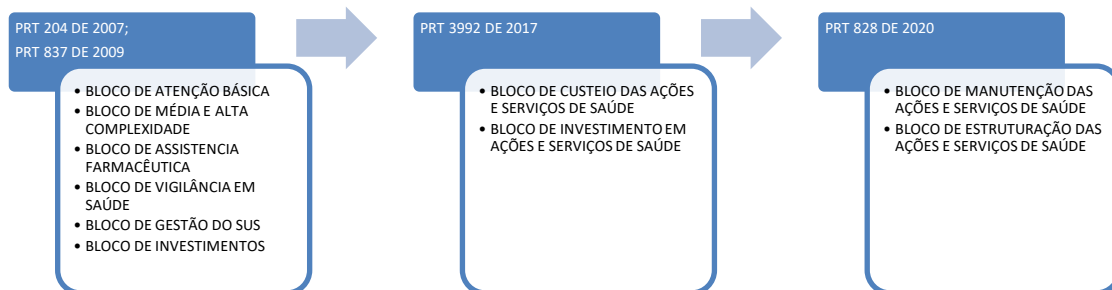 PRT 204 DE 2007;
PRT 837 DE 2009
• BLOCO DE ATENÇÃO BÁSICA
• BLOCO DE MÉDIA E ALTA
COMPLEXIDADE
• BLOCO DE ASSISTENCIA
FARMACÊUTICA
• BLOCO DE VIGILÂNCIA EM
SAÚDE
• BLOCO DE GESTÃO DO SUS
• BLOCO DE INVESTIMENTOS
PRT 3992 DE 2017
• BLOCO DE CUSTEIO DAS AÇÕES
E SERVIÇOS DE SAÚDE
• BLOCO DE INVESTIMENTO EM
AÇÕES E SERVIÇOS DE SAÚDE
PRT 828 DE 2020
• BLOCO DE MANUTENÇÃO DAS
AÇÕES E SERVIÇOS DE SAÚDE
• BLOCO DE ESTRUTURAÇÃO DAS
AÇÕES E SERVIÇOS DE SAÚDE